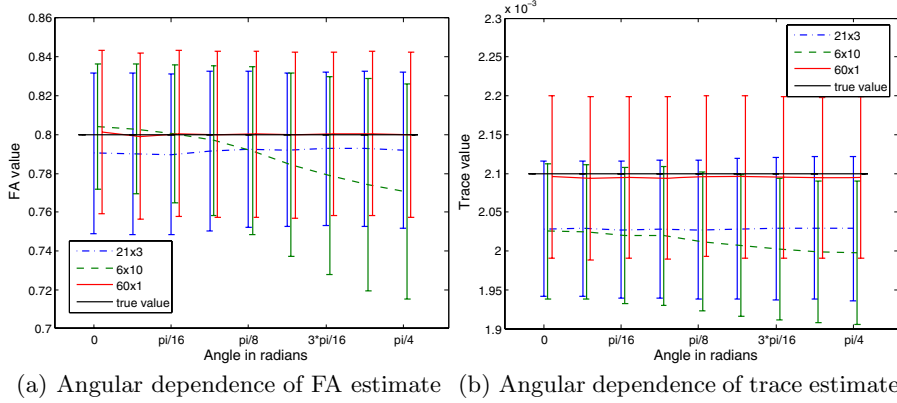 0.86
0.84
0.82
0.8
0.78
0.76
0.74
0.72
0.7
FA value
21x3
6x10
60x1
true value
0
pi/16
pi/8
3*pi/16
pi/4
Angle in radians
x 10⁻³
2.3
2.25
2.2
2.15
2.1
2.05
2
1.95
1.9
Trace value
21x3
6x10
60x1
true value
0
pi/16
pi/8
3*pi/16
pi/4
Angle in radians
(a) Angular dependence of FA estimate
(b) Angular dependence of trace estimate